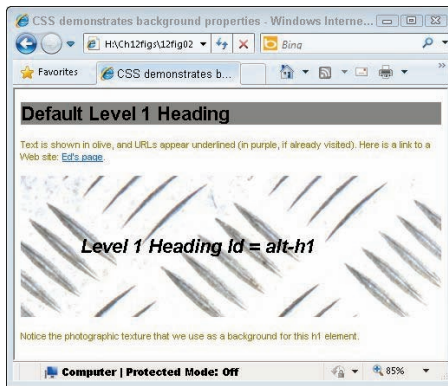 CSS demonstrates background properties - Windows Interne...
H:\Ch12figs\12fig02
Bing
Favorites
CSS demonstrates b...
Default Level 1 Heading
Text is shown in olive, and URLs appear underlined (in purple, if already visited). Here is a link to a
Web site: Ed's page.
Level 1 Heading id = alt-h1
Notice the photographic texture that we use as a background for this h1 element.
Computer | Protected Mode: Off
85%